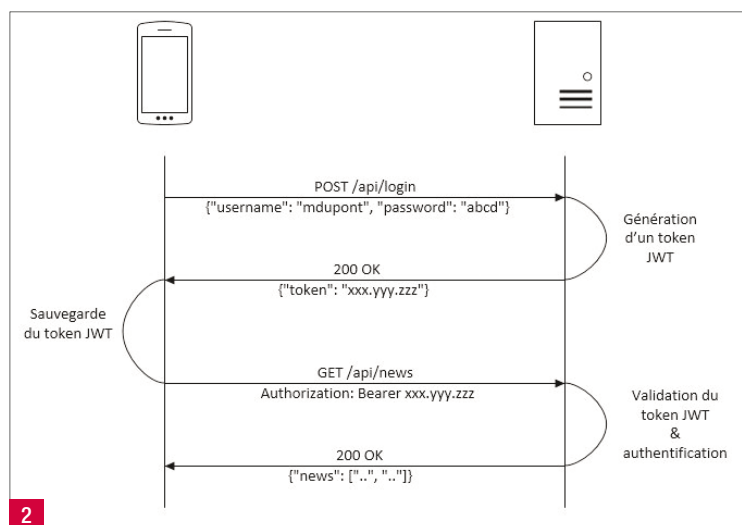 POST /api/login
{"username": "mdupont", "password": "abcd"}
Génération
d'un token
JWT
200 OK
{"token": "xxx.yyy.zzz"}
Sauvegarde
du token JWT
GET /api/news
Authorization: Bearer xxx.yyy.zzz
Validation du
token JWT
&
authentification
200 OK
{"news": ["..", ".."]}
2